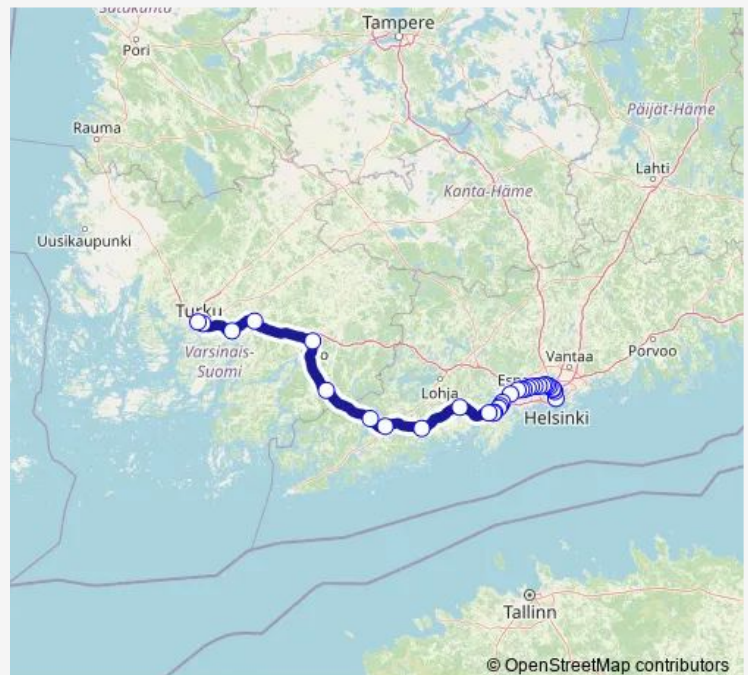 Satakunta
Tampere
Pori
Päijät-Häme
Rauma
Lahti
Kanta-Häme
Uusikaupunki
Turku
Varsinais-
Suomi
Vantaa
Porvoo
Lohja
Helsinki
Tallinn
© OpenStreetMap contributors